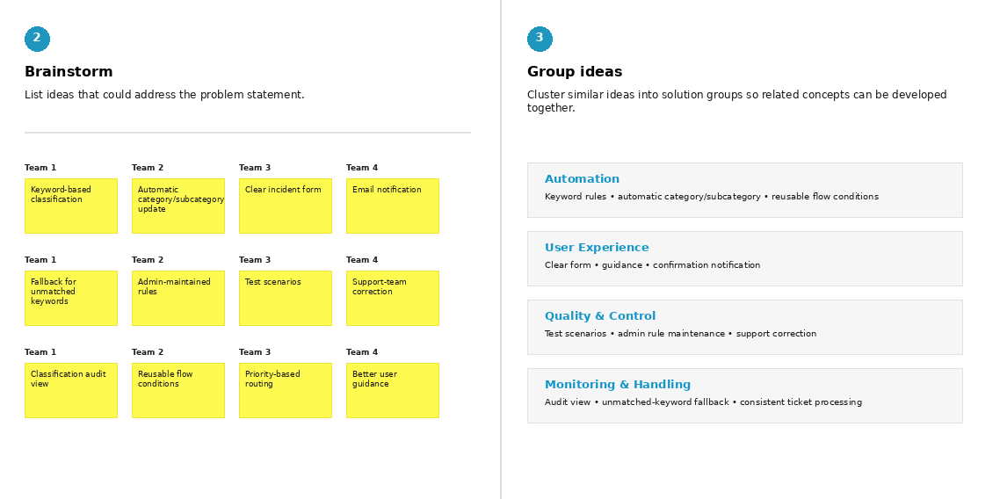 2
Brainstorm
List ideas that could address the problem statement.
Team 1
Keyword-based
classification
Team 2
Automatic
category/subcategory
update
Team 3
Clear incident form
Team 4
Email notification
Team 1
Fallback for
unmatched
keywords
Team 2
Admin-maintained
rules
Team 3
Test scenarios
Team 4
Support-team
correction
Team 1
Classification audit
view
Team 2
Reusable flow
conditions
Team 3
Priority-based
routing
Team 4
Better user
guidance
3
Group ideas
Cluster similar ideas into solution groups so related concepts can be developed
together.
Automation
Keyword rules • automatic category/subcategory • reusable flow conditions
User Experience
Clear form • guidance • confirmation notification
Quality & Control
Test scenarios • admin rule maintenance • support correction
Monitoring & Handling
Audit view • unmatched-keyword fallback • consistent ticket processing